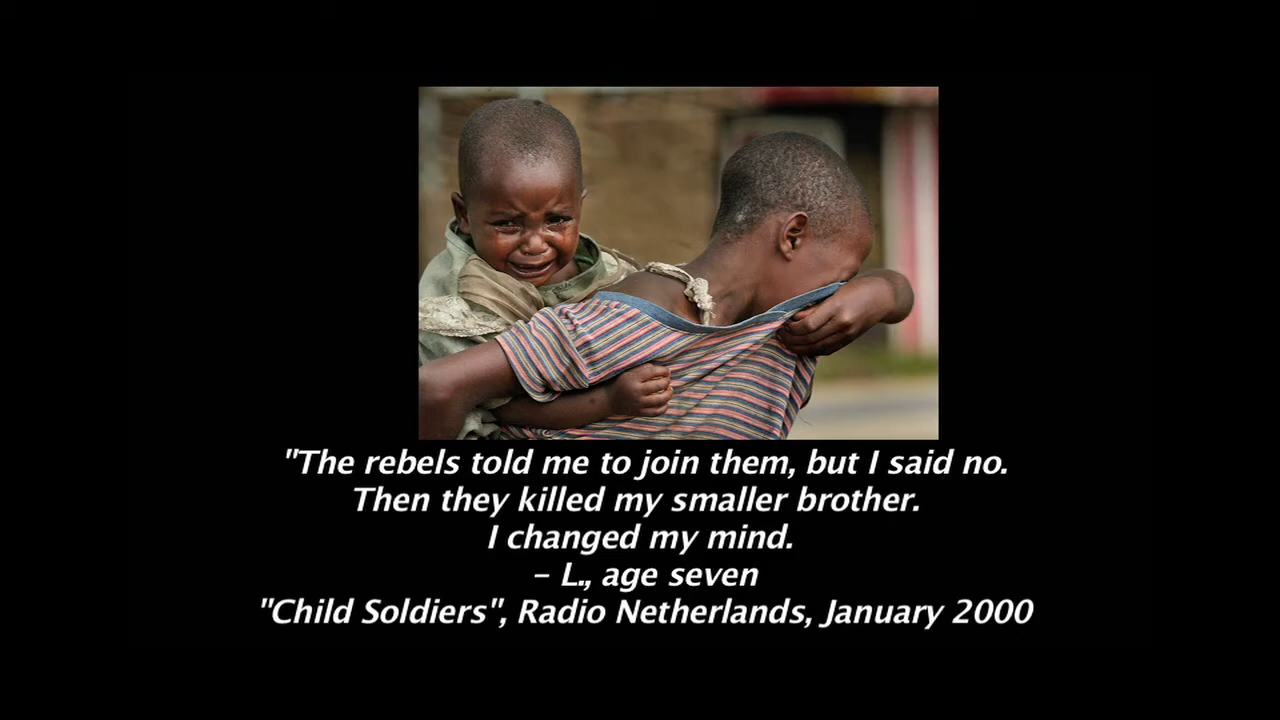 "The rebels told me to join them, but I said no.
Then they killed my smaller brother.
I changed my mind.
– L., age seven
"Child Soldiers", Radio Netherlands, January 2000